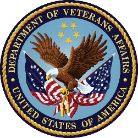 DEPARTMENT OF VETERANS AFFAIRS
UNITED STATES OF AMERICA